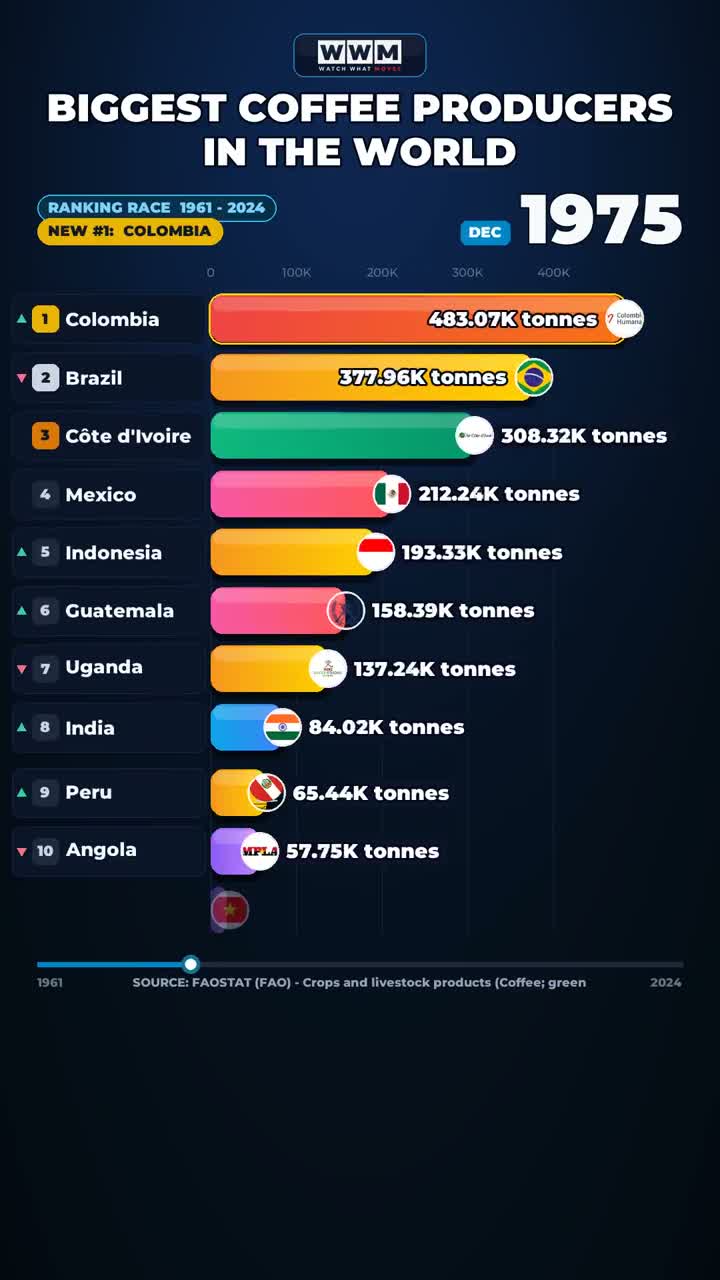 WWM
WATCH WHAT MOVES
BIGGEST COFFEE PRODUCERS
IN THE WORLD
RANKING RACE 1961 - 2024
NEW #1: COLOMBIA
DEC 1975
0 100K 200K 300K 400K
1 Colombia 483.07K tonnes Colombia Humana
2 Brazil 377.96K tonnes
3 Côte d'Ivoire 308.32K tonnes
4 Mexico 212.24K tonnes
5 Indonesia 193.33K tonnes
6 Guatemala 158.39K tonnes
7 Uganda 137.24K tonnes
8 India 84.02K tonnes
9 Peru 65.44K tonnes
10 Angola MPLA 57.75K tonnes
1961 SOURCE: FAOSTAT (FAO) - Crops and livestock products (Coffee; green 2024